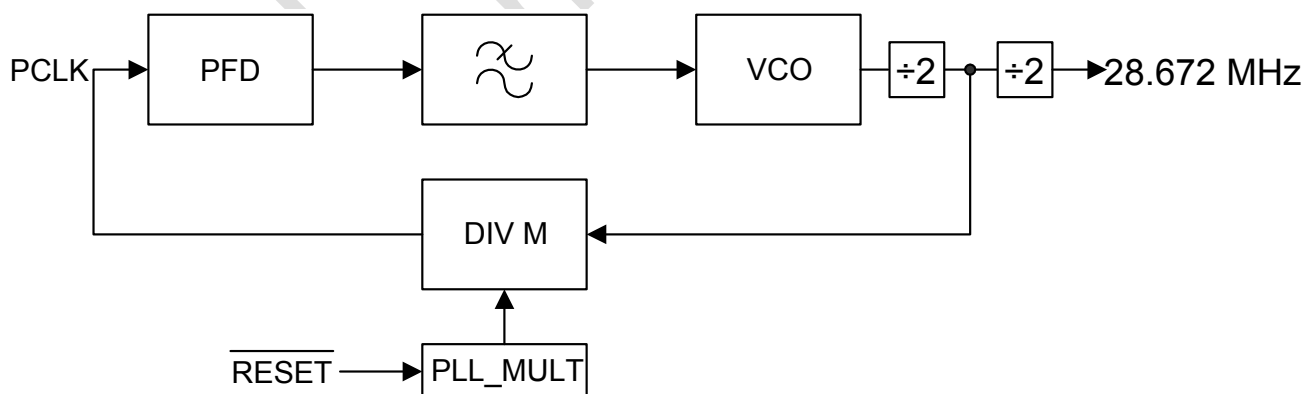 PCLK
PFD
VCO
÷2
÷2
28.672 MHz
DIV M
RESET
PLL_MULT